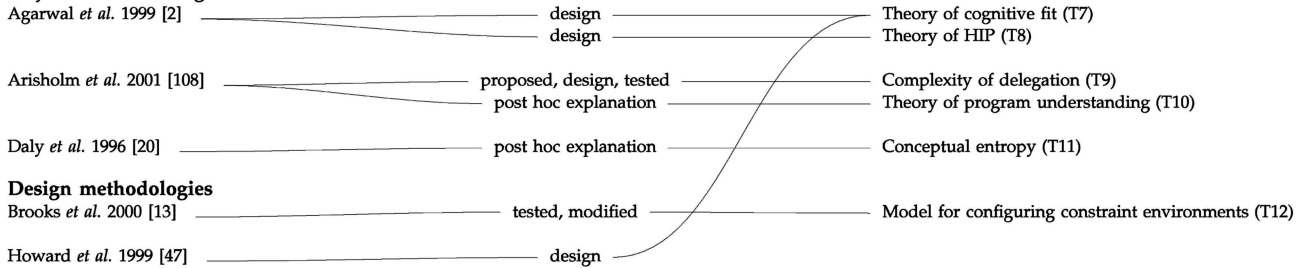 Agarwal et al. 1999 [2] design Theory of cognitive fit (T7)
design Theory of HIP (T8)
Arisholm et al. 2001 [108] proposed, design, tested Complexity of delegation (T9)
post hoc explanation Theory of program understanding (T10)
Daly et al. 1996 [20] post hoc explanation Conceptual entropy (T11)
Design methodologies
Brooks et al. 2000 [13] tested, modified Model for configuring constraint environments (T12)
Howard et al. 1999 [47] design